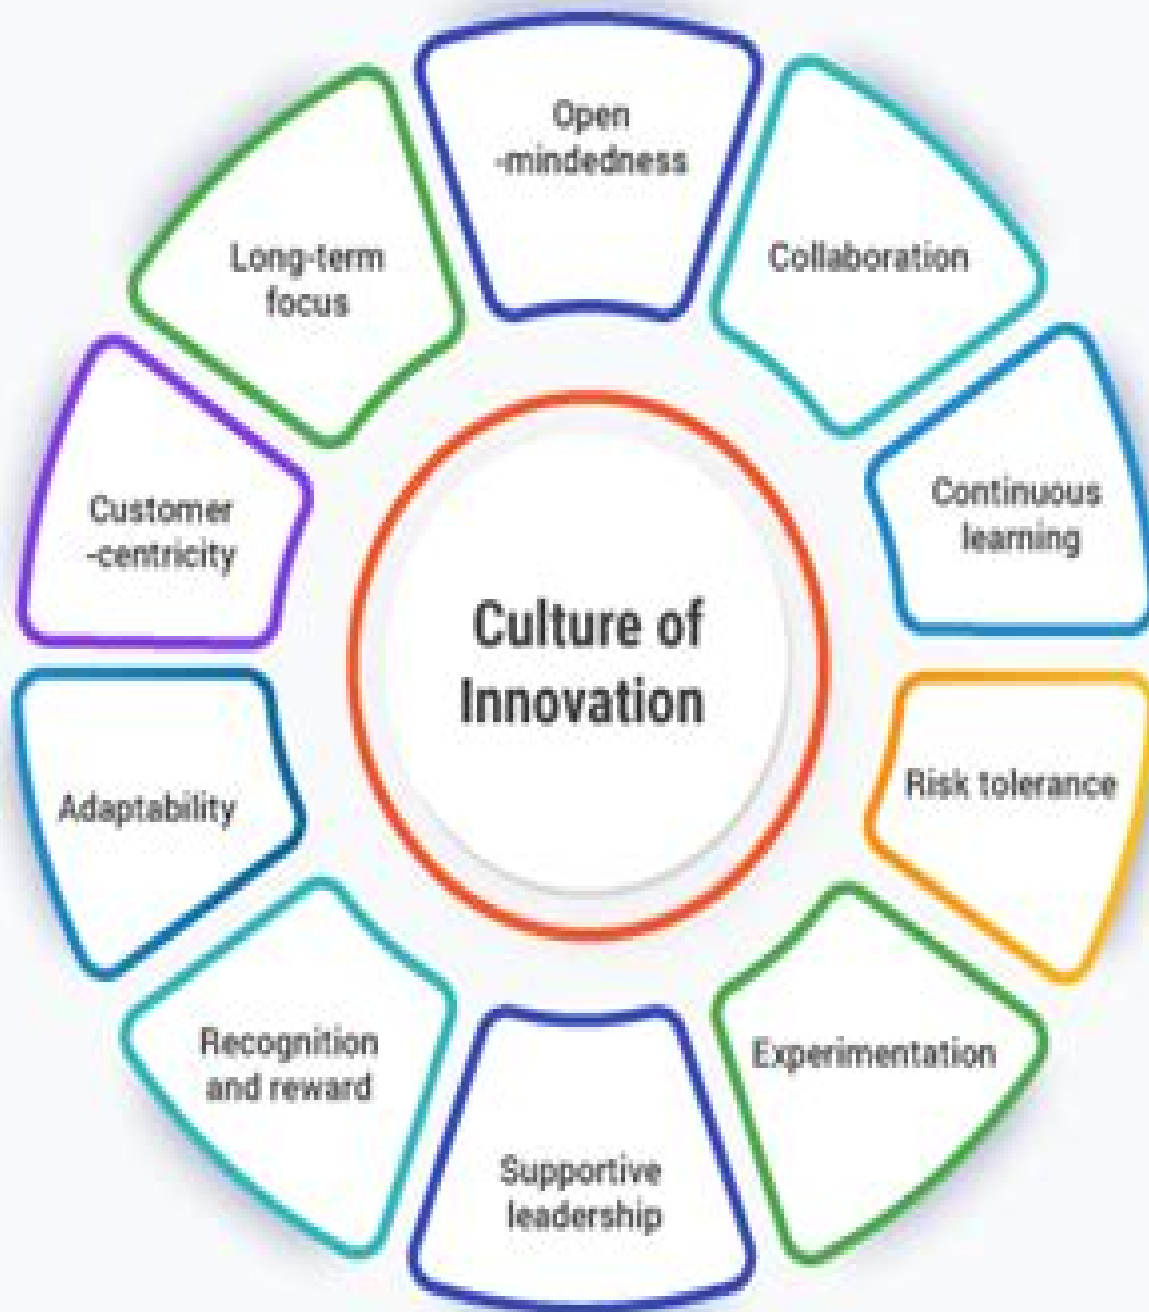 Open
-mindedness
Collaboration
Continuous
learning
Risk tolerance
Experimentation
Supportive
leadership
Recognition
and reward
Adaptability
Customer
-centricity
Long-term
focus
Culture of
Innovation